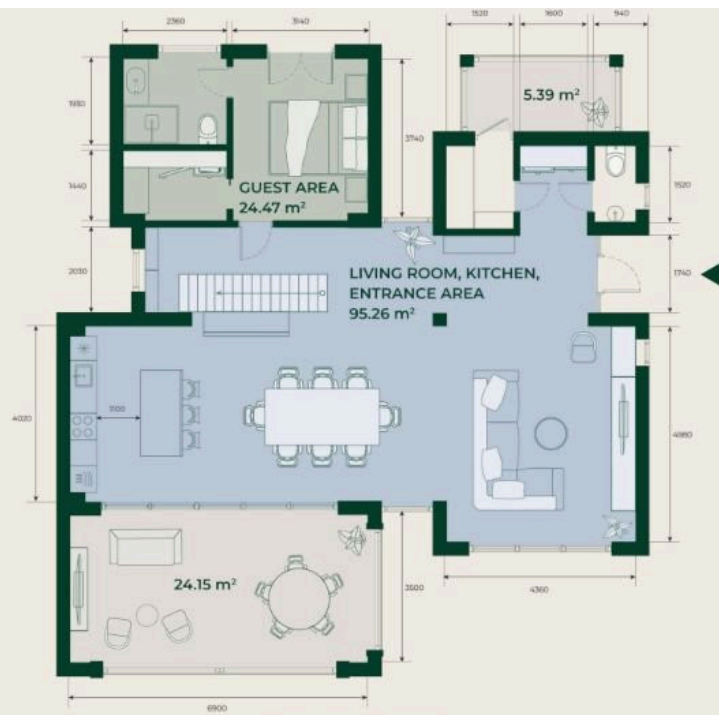 2360
3140
1520
1600
940
5.39 m²
1930
3740
1440
1520
GUEST AREA
24.47 m²
2030
1740
LIVING ROOM, KITCHEN,
ENTRANCE AREA
95.26 m²
4020
1100
4980
24.15 m²
3500
4360
6900